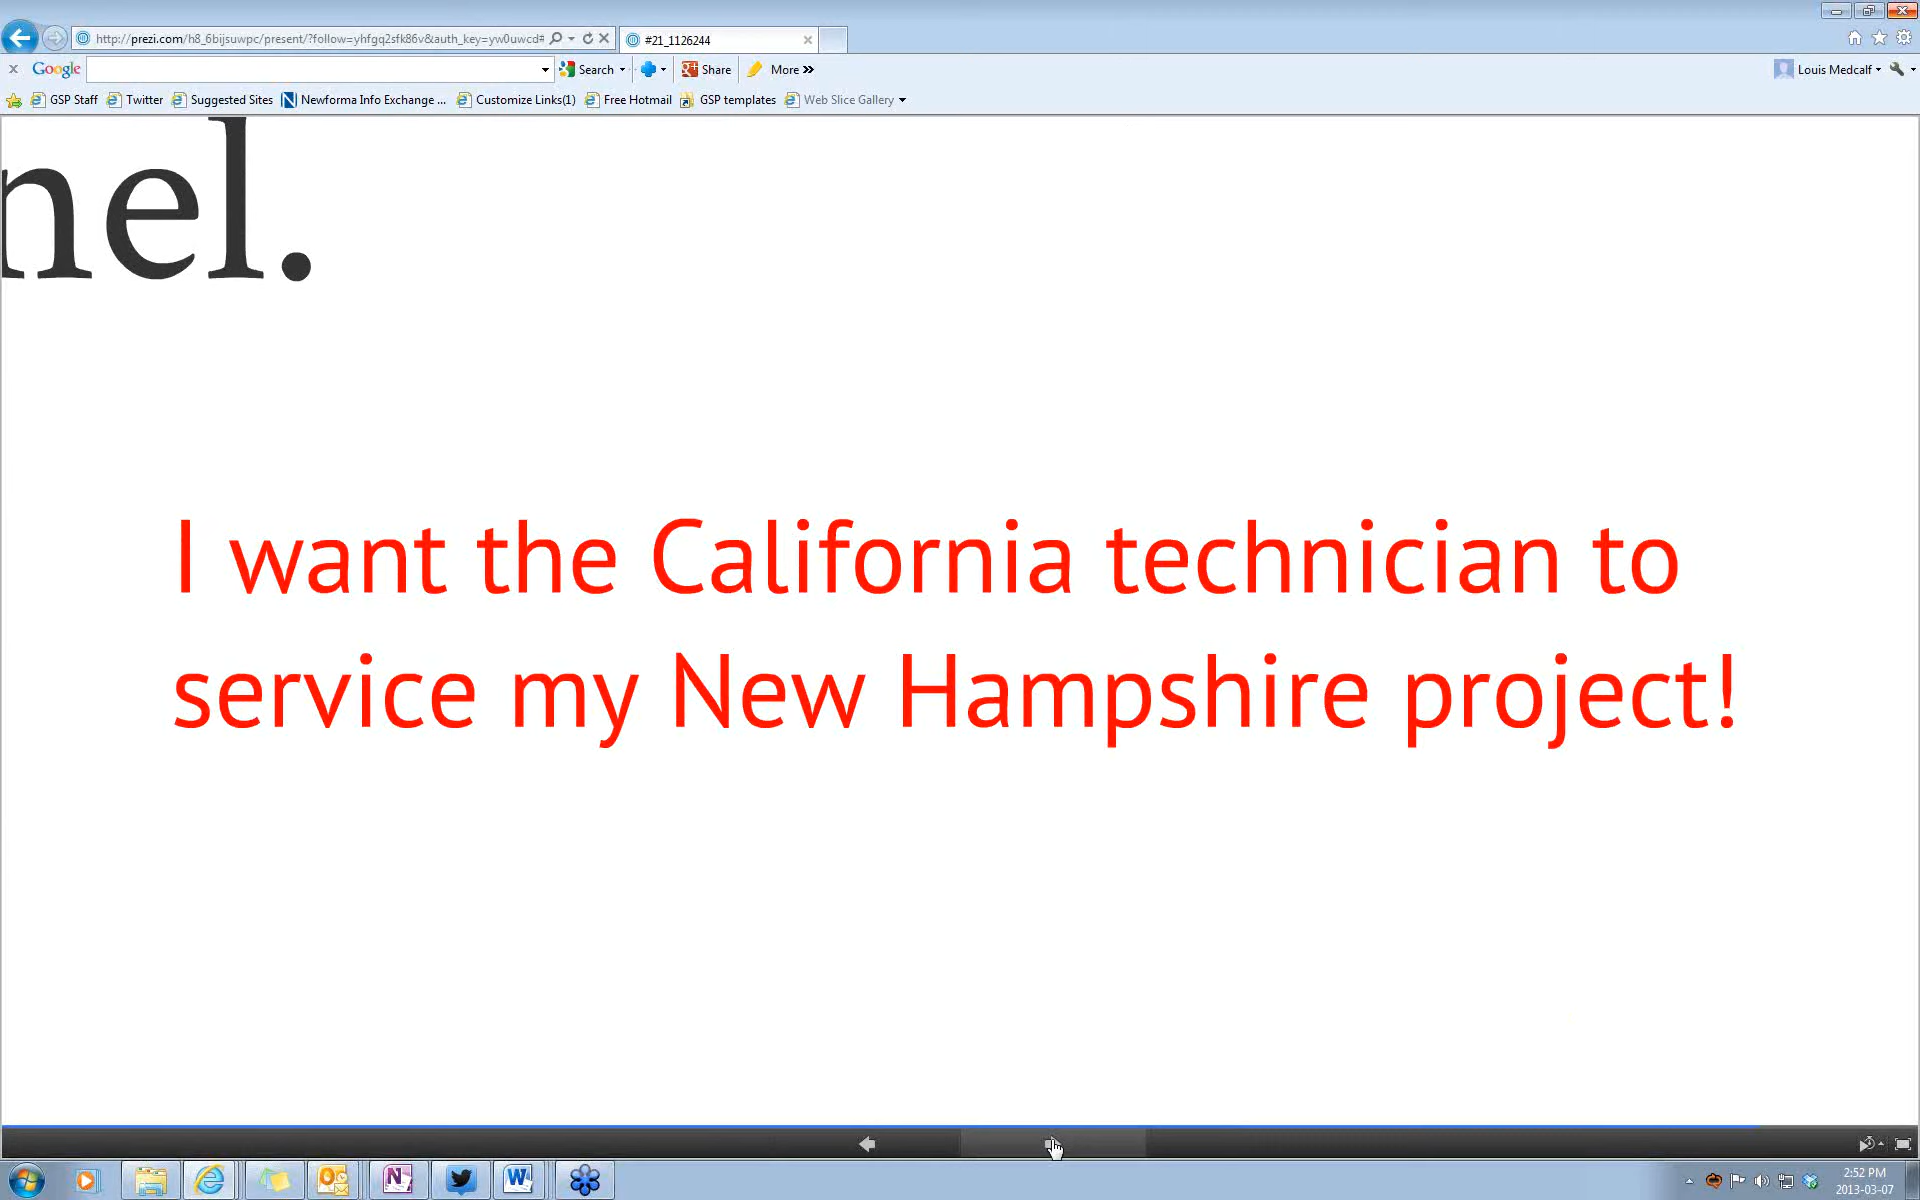 http://prezi.com/h8_6bijsuwpc/present/?follow=yhfgq2sfk86v&auth_key=yw0uwcd#
#21_1126244
Google
Search
Share
More
Louis Medcalf
GSP Staff
Twitter
Suggested Sites
Newforma Info Exchange ...
Customize Links(1)
Free Hotmail
GSP templates
Web Slice Gallery
nel.
I want the California technician to
service my New Hampshire project!
2:52 PM
2013-03-07